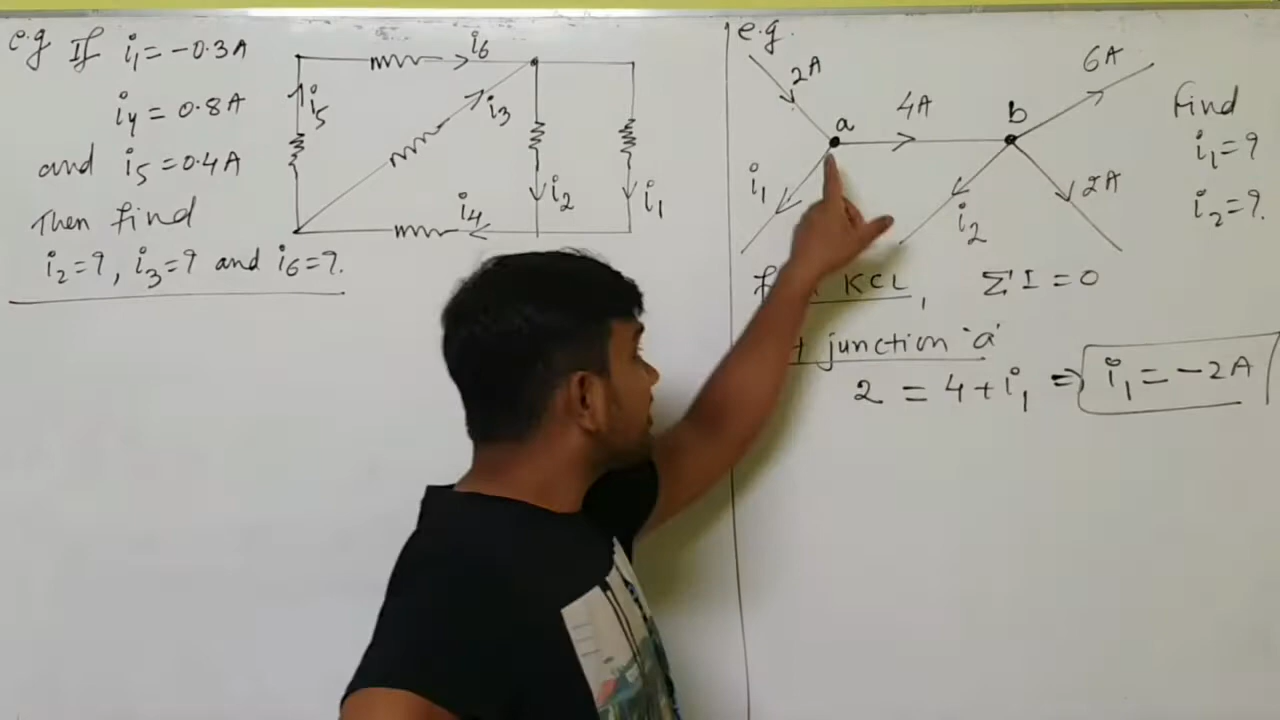 e.g If i₁ = -0.3A
i₄ = 0.8A
and i₅ = 0.4A
Then find
i₂=?, i₃=? and i₆=?.
i₆
i₅
i₃
i₂
i₁
i₄
e.g.
2A
a
4A
b
6A
i₁
i₂
2A
Find
i₁=?
i₂=?.
KCL, ΣI=0
junction 'a'
2 = 4+i₁ ⇒ i₁ = -2A